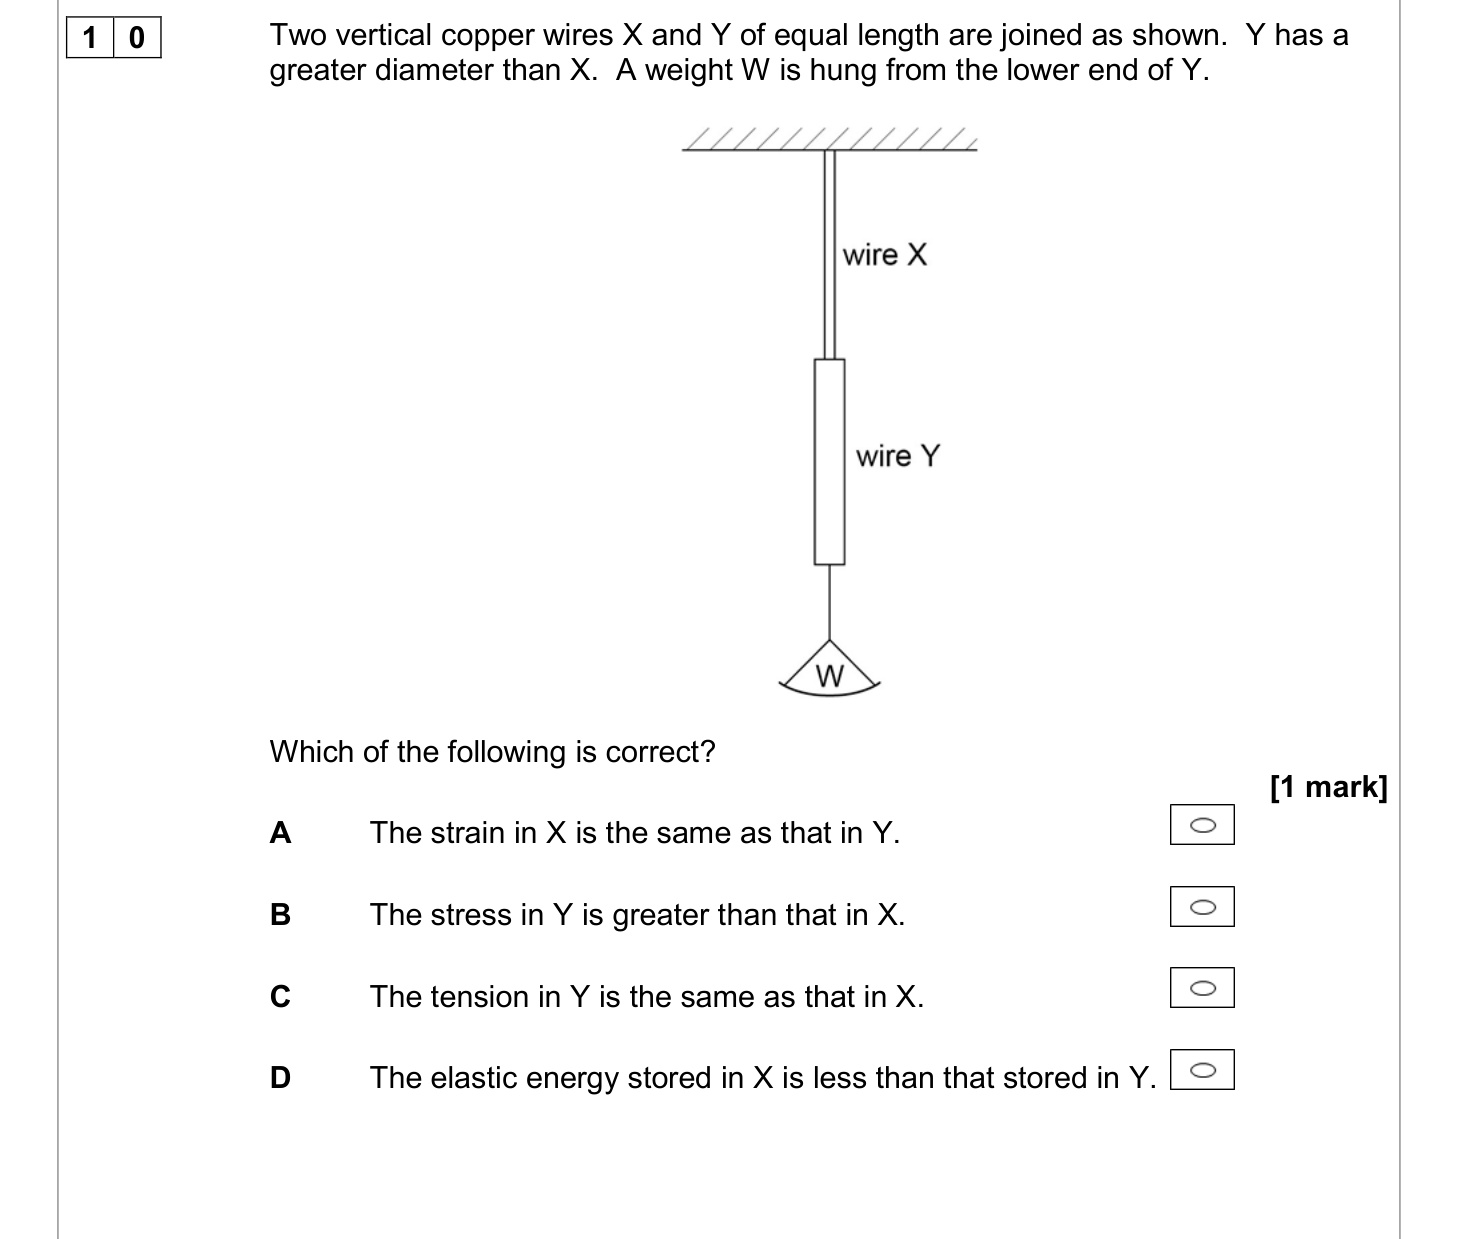 1 0
Two vertical copper wires X and Y of equal length are joined as shown.  Y has a
greater diameter than X.  A weight W is hung from the lower end of Y.
wire X
wire Y
W
Which of the following is correct?
[1 mark]
A The strain in X is the same as that in Y.
B The stress in Y is greater than that in X.
C The tension in Y is the same as that in X.
D The elastic energy stored in X is less than that stored in Y.